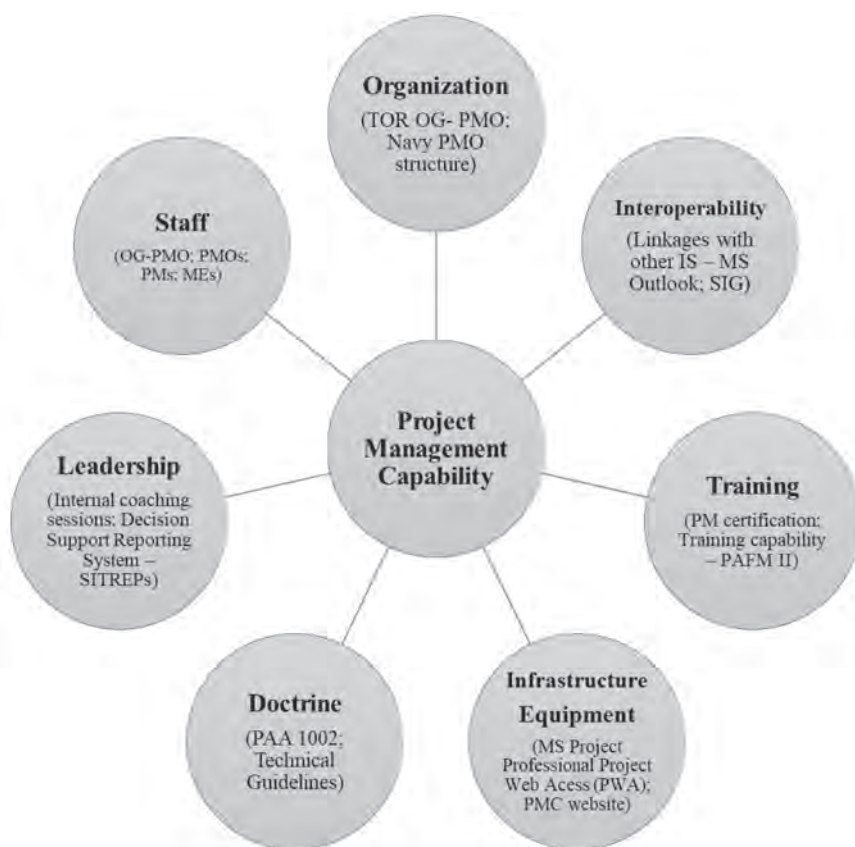 Organization
(TOR OG- PMO;
Navy PMO
structure)
Interoperability
(Linkages with
other IS – MS
Outlook; SIG)
Training
(PM certification;
Training capability
– PAFM II)
Infrastructure
Equipment
(MS Project
Professional Project
Web Acess (PWA);
PMC website)
Doctrine
(PAA 1002;
Technical
Guidelines)
Leadership
(Internal coaching
sessions; Decision
Support Reporting
System –
SITREPs)
Staff
(OG-PMO; PMOs;
PMs; MEs)
Project
Management
Capability